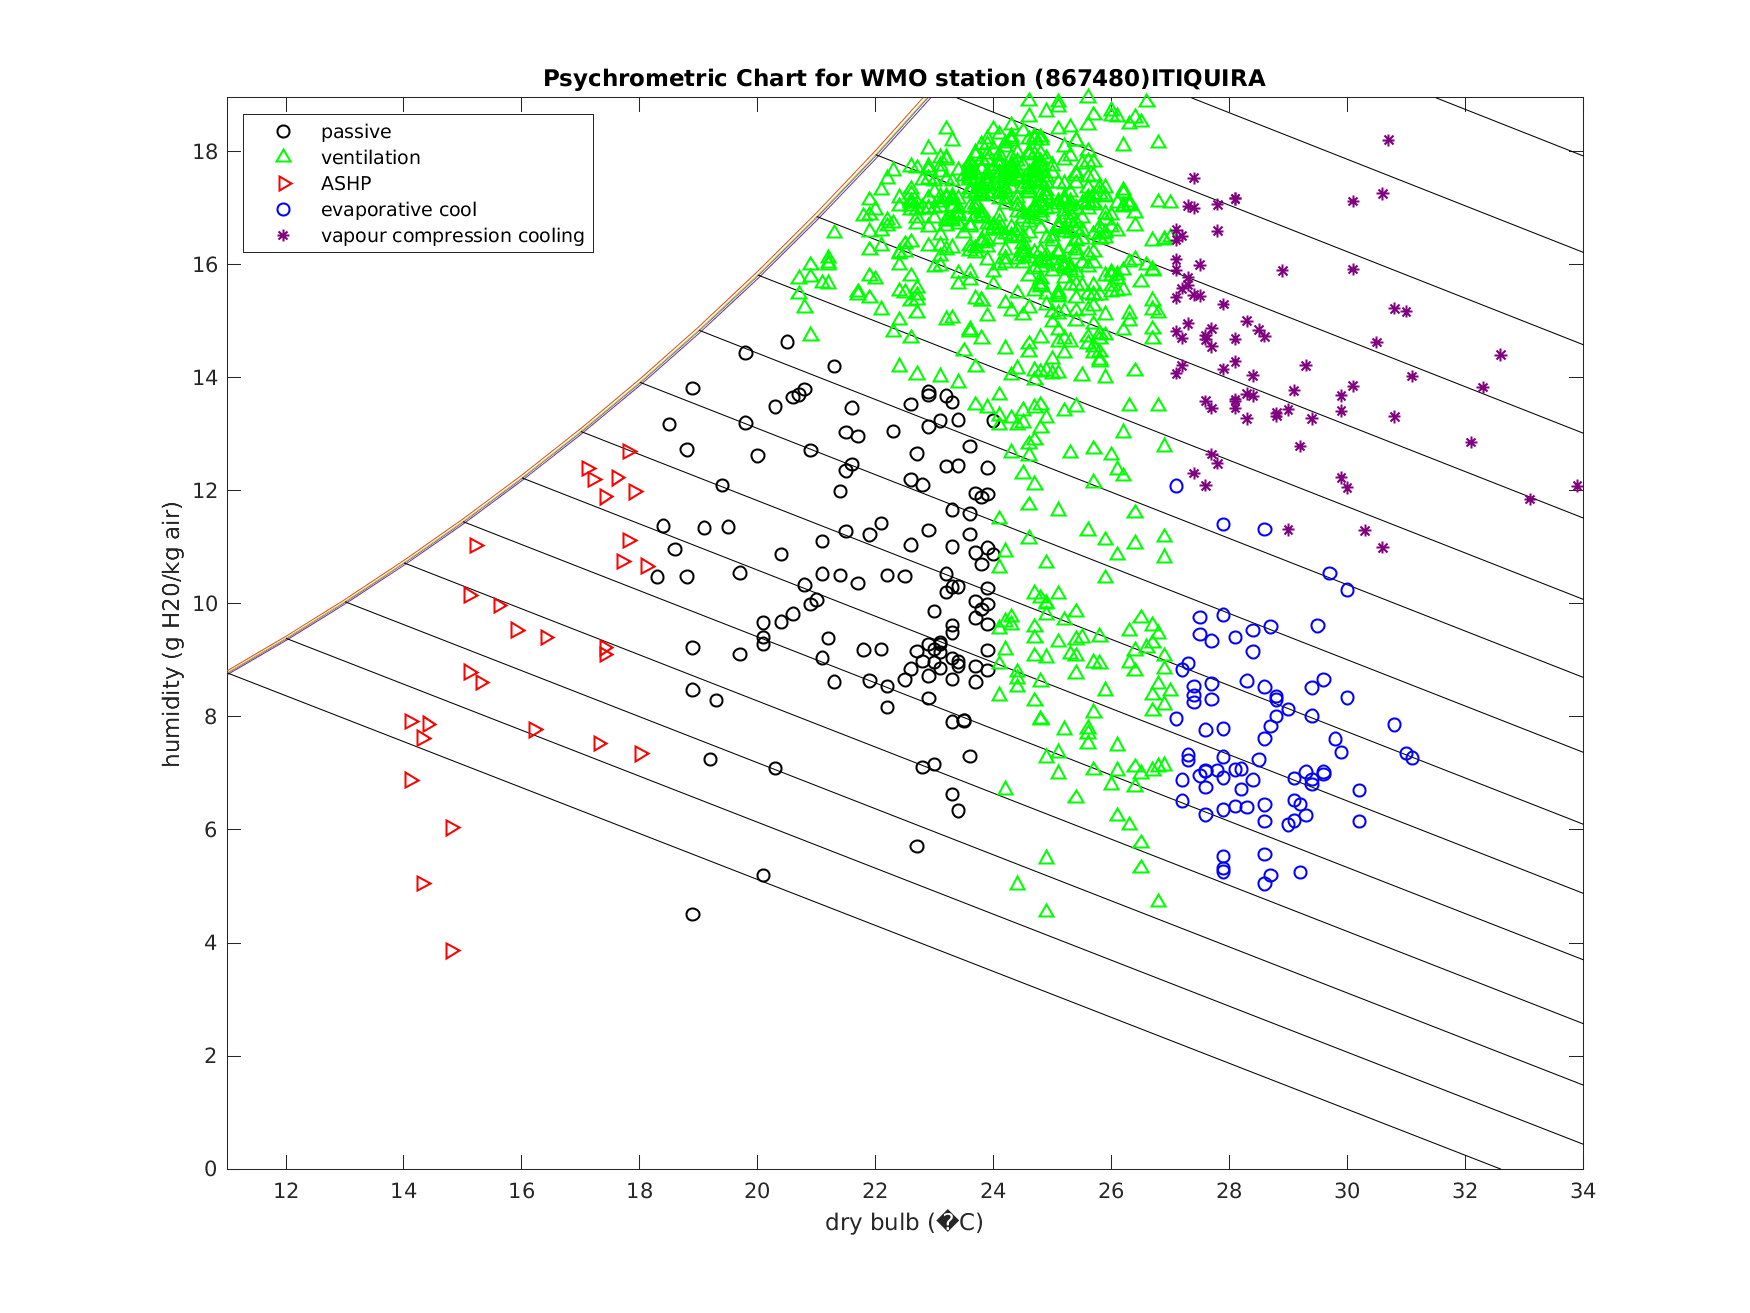 Psychrometric Chart for WMO station (867480)ITIQUIRA
passive
ventilation
ASHP
evaporative cool
vapour compression cooling
humidity (g H20/kg air)
18
16
14
12
10
8
6
4
2
0
12 14 16 18 20 22 24 26 28 30 32 34
dry bulb (�C)